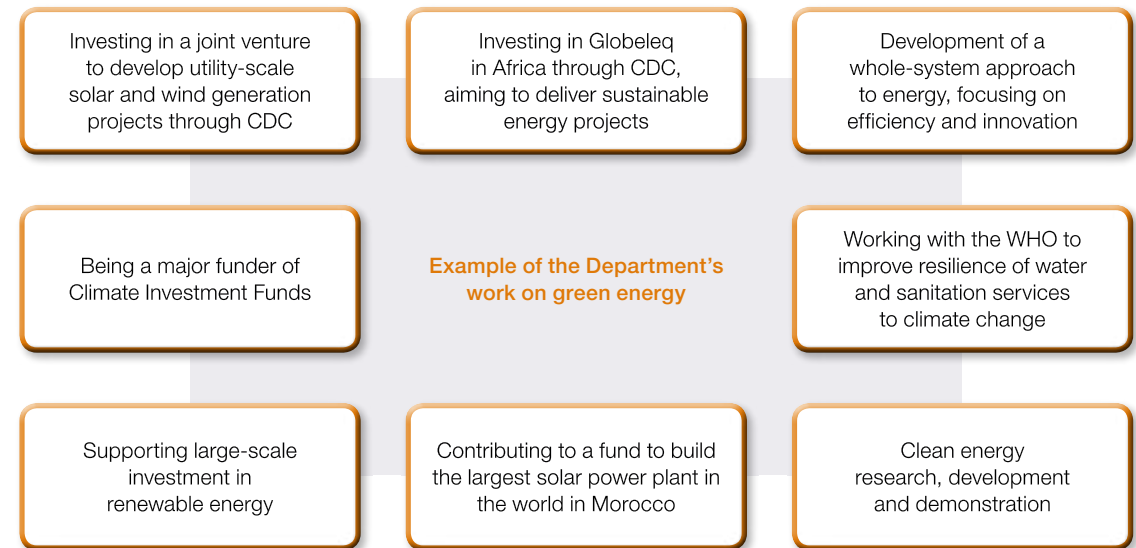 Investing in a joint venture
to develop utility-scale
solar and wind generation
projects through CDC
Investing in Globeleq
in Africa through CDC,
aiming to deliver sustainable
energy projects
Development of a
whole-system approach
to energy, focusing on
efficiency and innovation
Being a major funder of
Climate Investment Funds
Example of the Department’s
work on green energy
Working with the WHO to
improve resilience of water
and sanitation services
to climate change
Supporting large-scale
investment in
renewable energy
Contributing to a fund to build
the largest solar power plant in
the world in Morocco
Clean energy
research, development
and demonstration